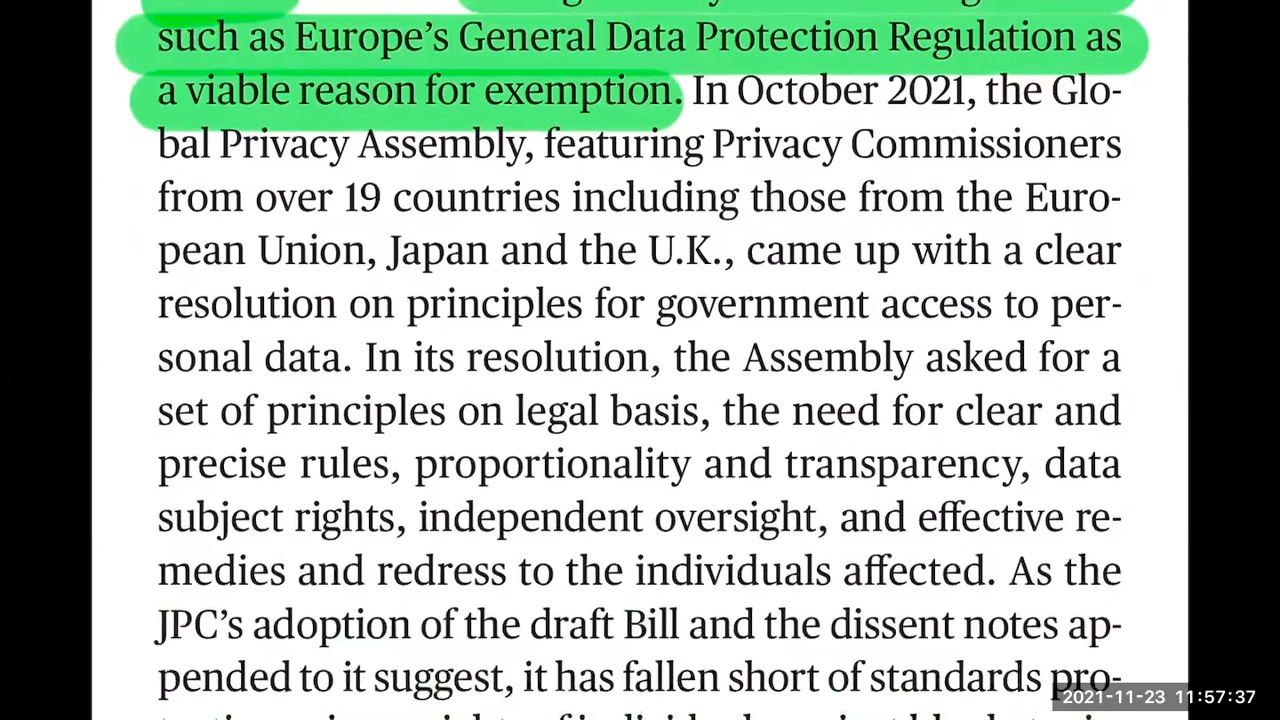 such as Europe’s General Data Protection Regulation as
a viable reason for exemption. In October 2021, the Glo-
bal Privacy Assembly, featuring Privacy Commissioners
from over 19 countries including those from the Euro-
pean Union, Japan and the U.K., came up with a clear
resolution on principles for government access to per-
sonal data. In its resolution, the Assembly asked for a
set of principles on legal basis, the need for clear and
precise rules, proportionality and transparency, data
subject rights, independent oversight, and effective re-
medies and redress to the individuals affected. As the
JPC’s adoption of the draft Bill and the dissent notes ap-
pended to it suggest, it has fallen short of standards pro-
2021-11-23 11:57:37